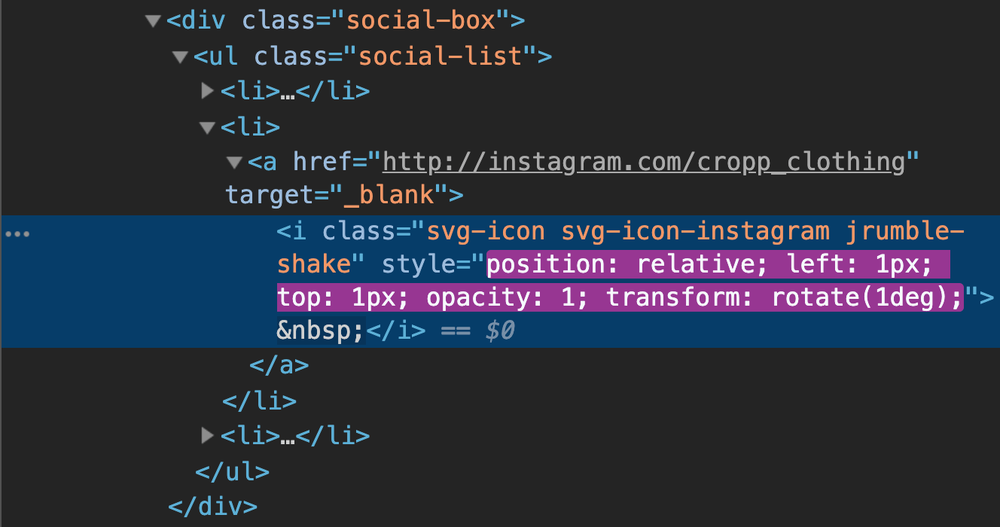 ▼<div class="social-box">
▼<ul class="social-list">
▶<li>…</li>
▼<li>
▼<a href="http://instagram.com/cropp_clothing"
target="_blank">
<i class="svg-icon svg-icon-instagram jrumble-
shake" style="position: relative; left: 1px;
top: 1px; opacity: 1; transform: rotate(1deg);">
&nbsp;</i> == $0
</a>
</li>
▶<li>…</li>
</ul>
</div>